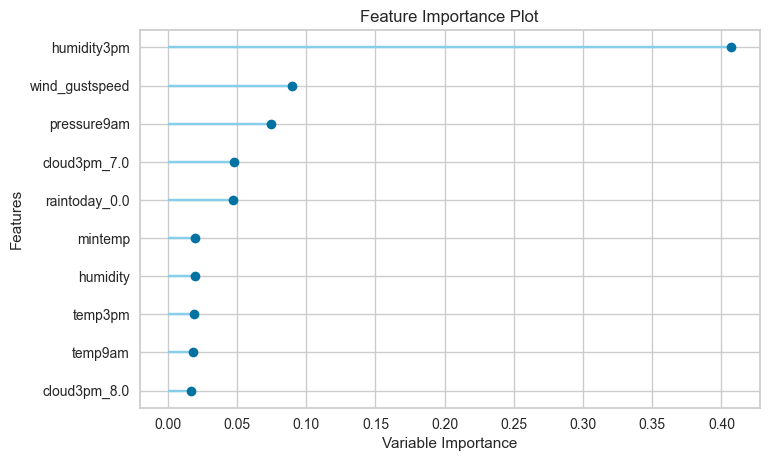 Feature Importance Plot
Features
humidity3pm
wind_gustspeed
pressure9am
cloud3pm_7.0
raintoday_0.0
mintemp
humidity
temp3pm
temp9am
cloud3pm_8.0
0.00 0.05 0.10 0.15 0.20 0.25 0.30 0.35 0.40
Variable Importance